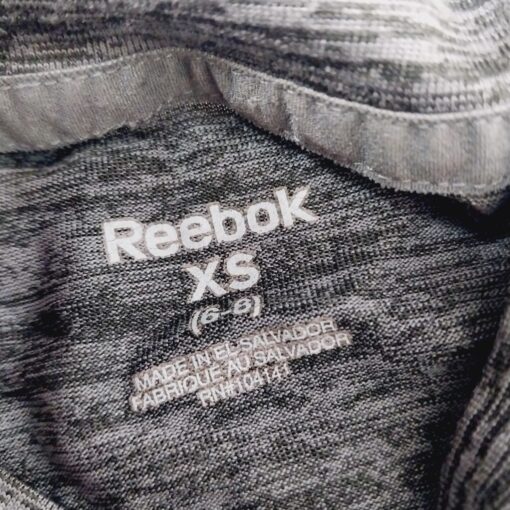 Reebok
XS
(6-8)
MADE IN EL SALVADOR
FABRIQUE AU SALVADOR
RN#104141